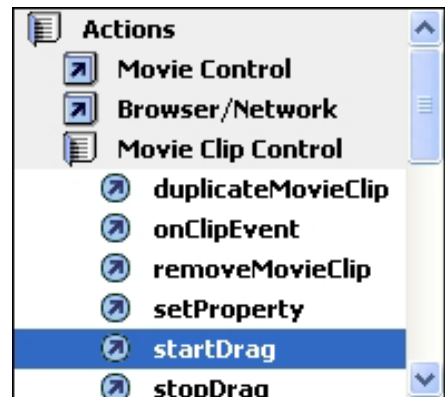 Actions
Movie Control
Browser/Network
Movie Clip Control
duplicateMovieClip
onClipEvent
removeMovieClip
setProperty
startDrag
stopDrag